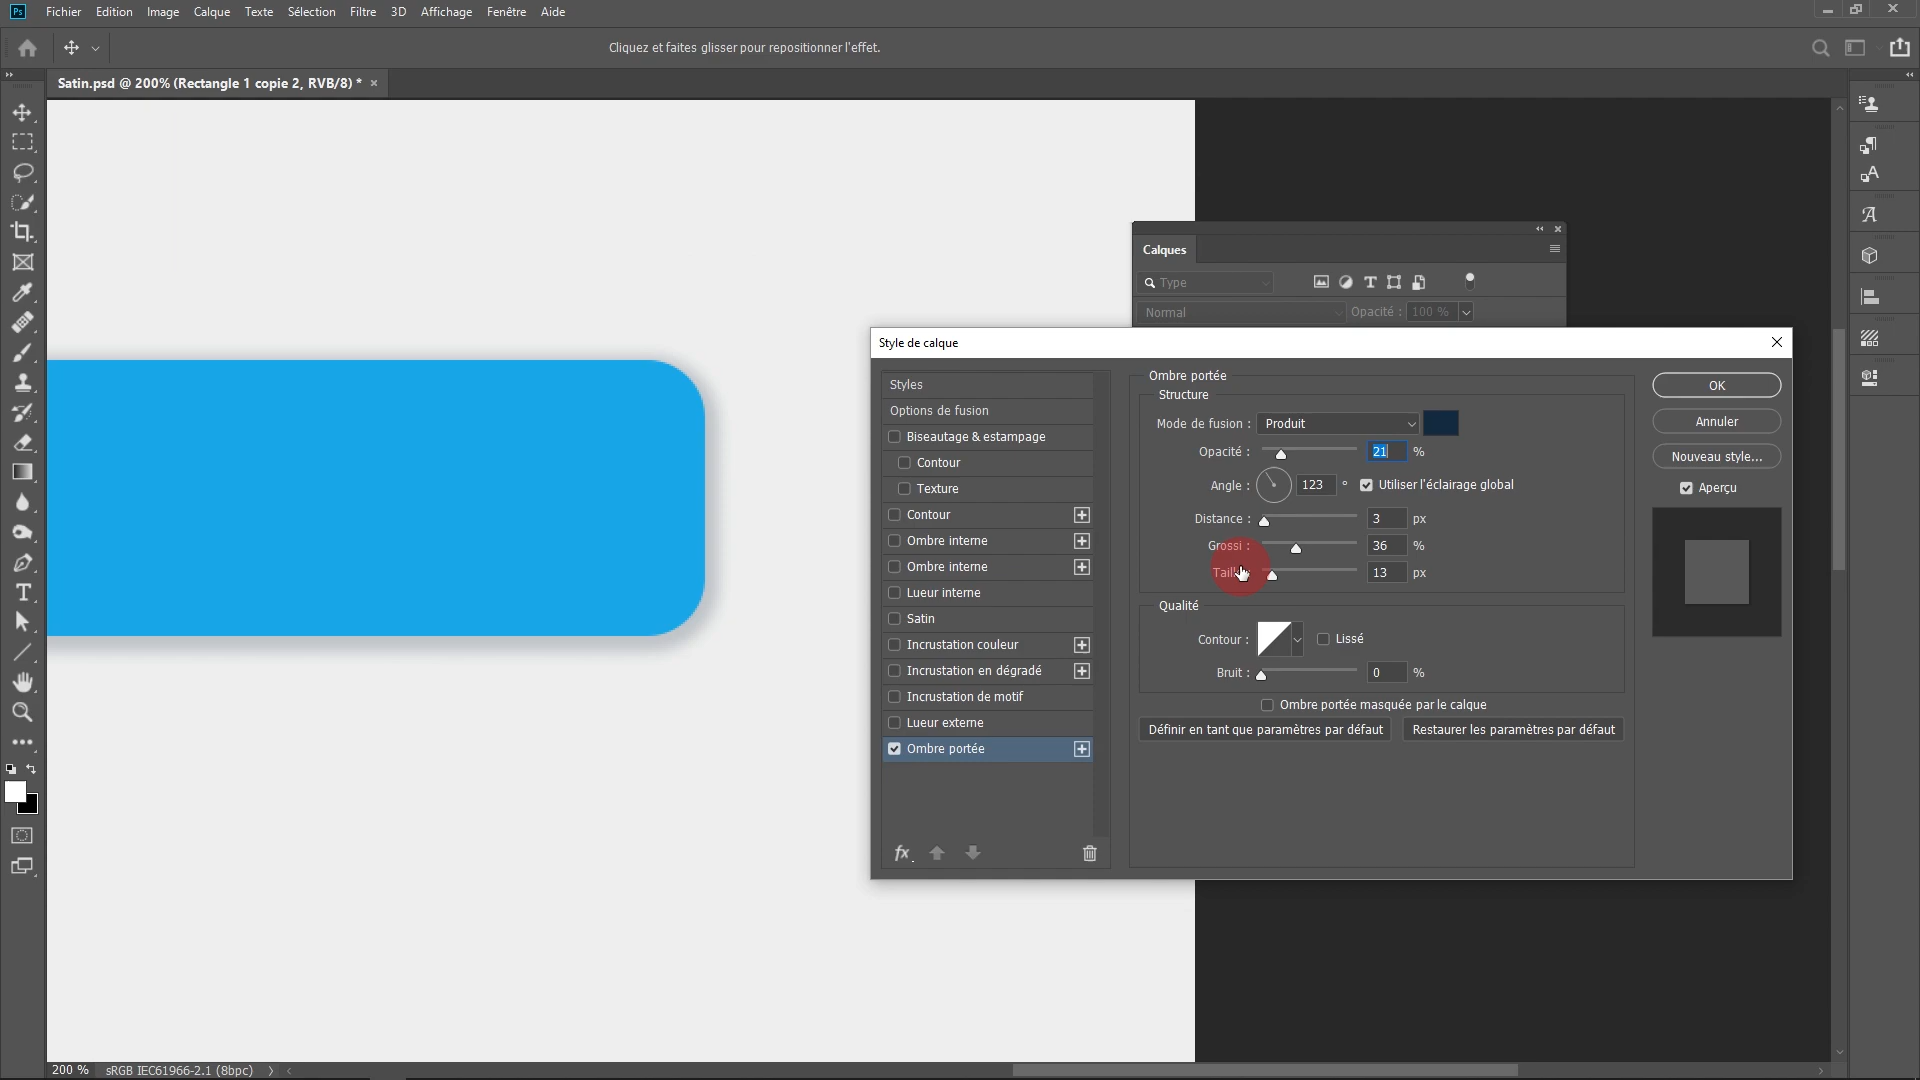 Ps Fichier Edition Image Calque Texte Sélection Filtre 3D Affichage Fenêtre Aide
Cliquez et faites glisser pour repositionner l'effet.
Satin.psd @ 200% (Rectangle 1 copie 2, RVB/8) *
Calques
Type
Normal Opacité : 100 %
Style de calque
Styles
Options de fusion
Biseautage & estampage
Contour
Texture
Contour
Ombre interne
Ombre interne
Lueur interne
Satin
Incrustation couleur
Incrustation en dégradé
Incrustation de motif
Lueur externe
Ombre portée
fx
Ombre portée
Structure
Mode de fusion : Produit
Opacité : 21 %
Angle : 123 ° Utiliser l'éclairage global
Distance : 3 px
Grossi : 36 %
Taill 13 px
Qualité
Contour : Lissé
Bruit : 0 %
Ombre portée masquée par le calque
Définir en tant que paramètres par défaut Restaurer les paramètres par défaut
OK
Annuler
Nouveau style...
Aperçu
200 % sRGB IEC61966-2.1 (8bpc)